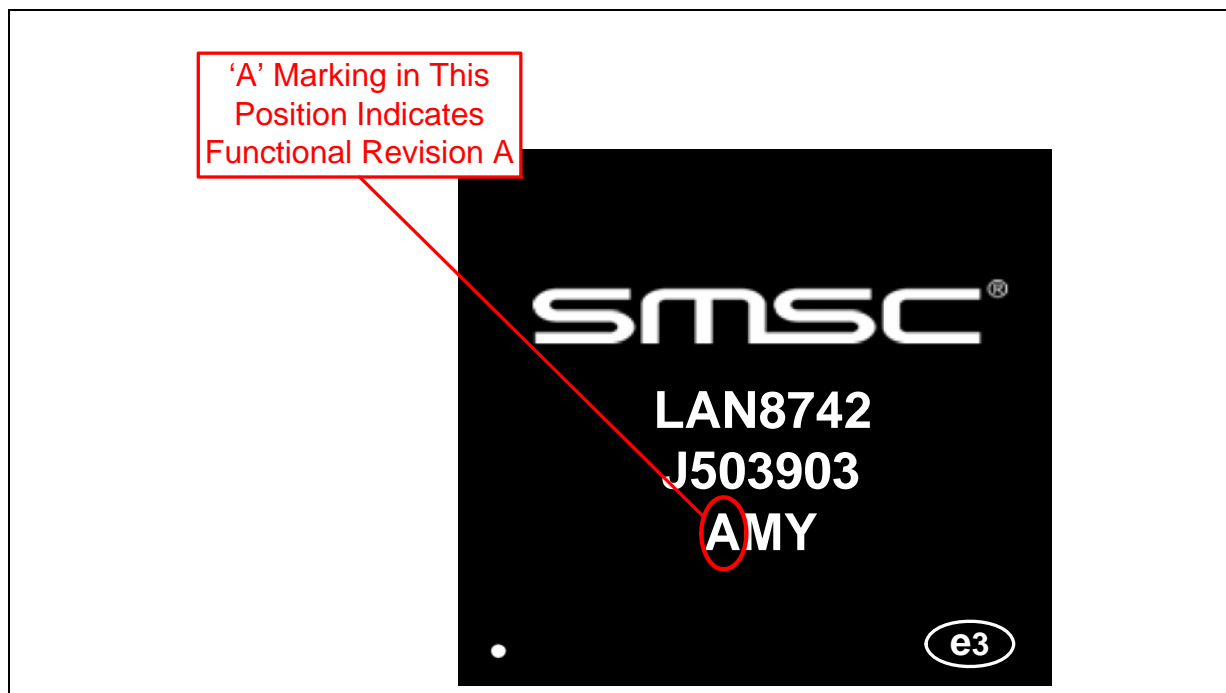 ‘A’ Marking in This
Position Indicates
Functional Revision A
smsc®
LAN8742
J503903
AMY
e3